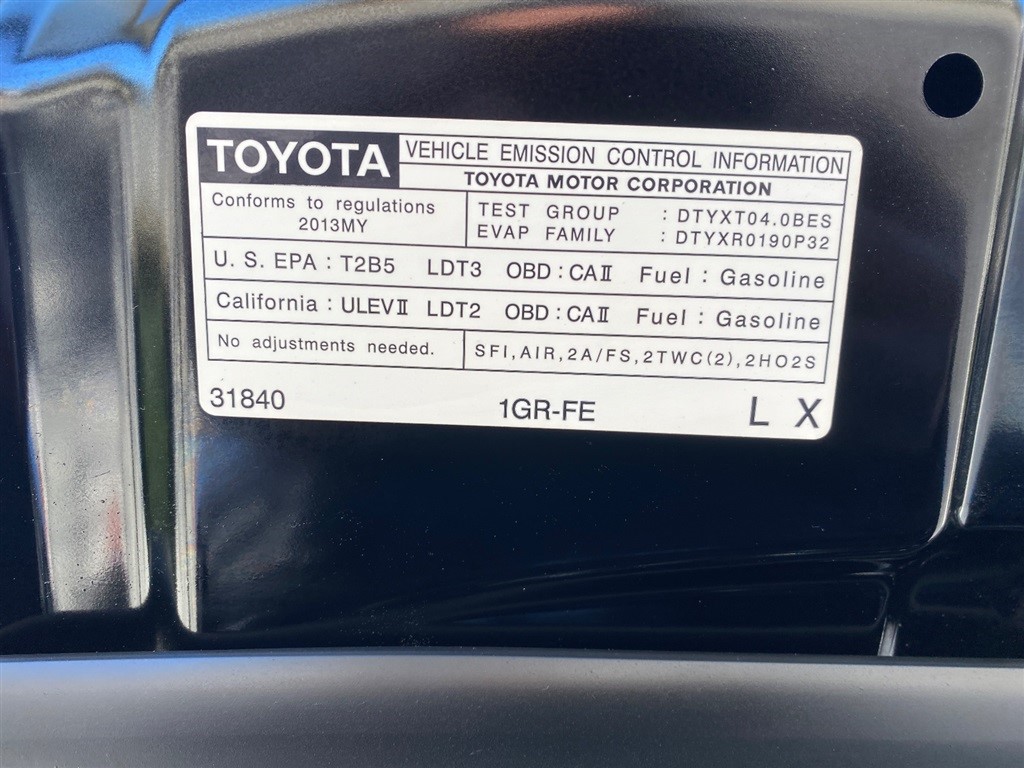 TOYOTA VEHICLE EMISSION CONTROL INFORMATION
TOYOTA MOTOR CORPORATION
Conforms to regulations
2013MY
TEST GROUP : DTYXT04.0BES
EVAP FAMILY : DTYXR0190P32
U. S. EPA : T2B5 LDT3 OBD : CAⅡ Fuel : Gasoline
California : ULEVⅡ LDT2 OBD : CAⅡ Fuel : Gasoline
No adjustments needed. SFI,AIR,2A/FS,2TWC(2),2HO2S
31840 1GR-FE L X